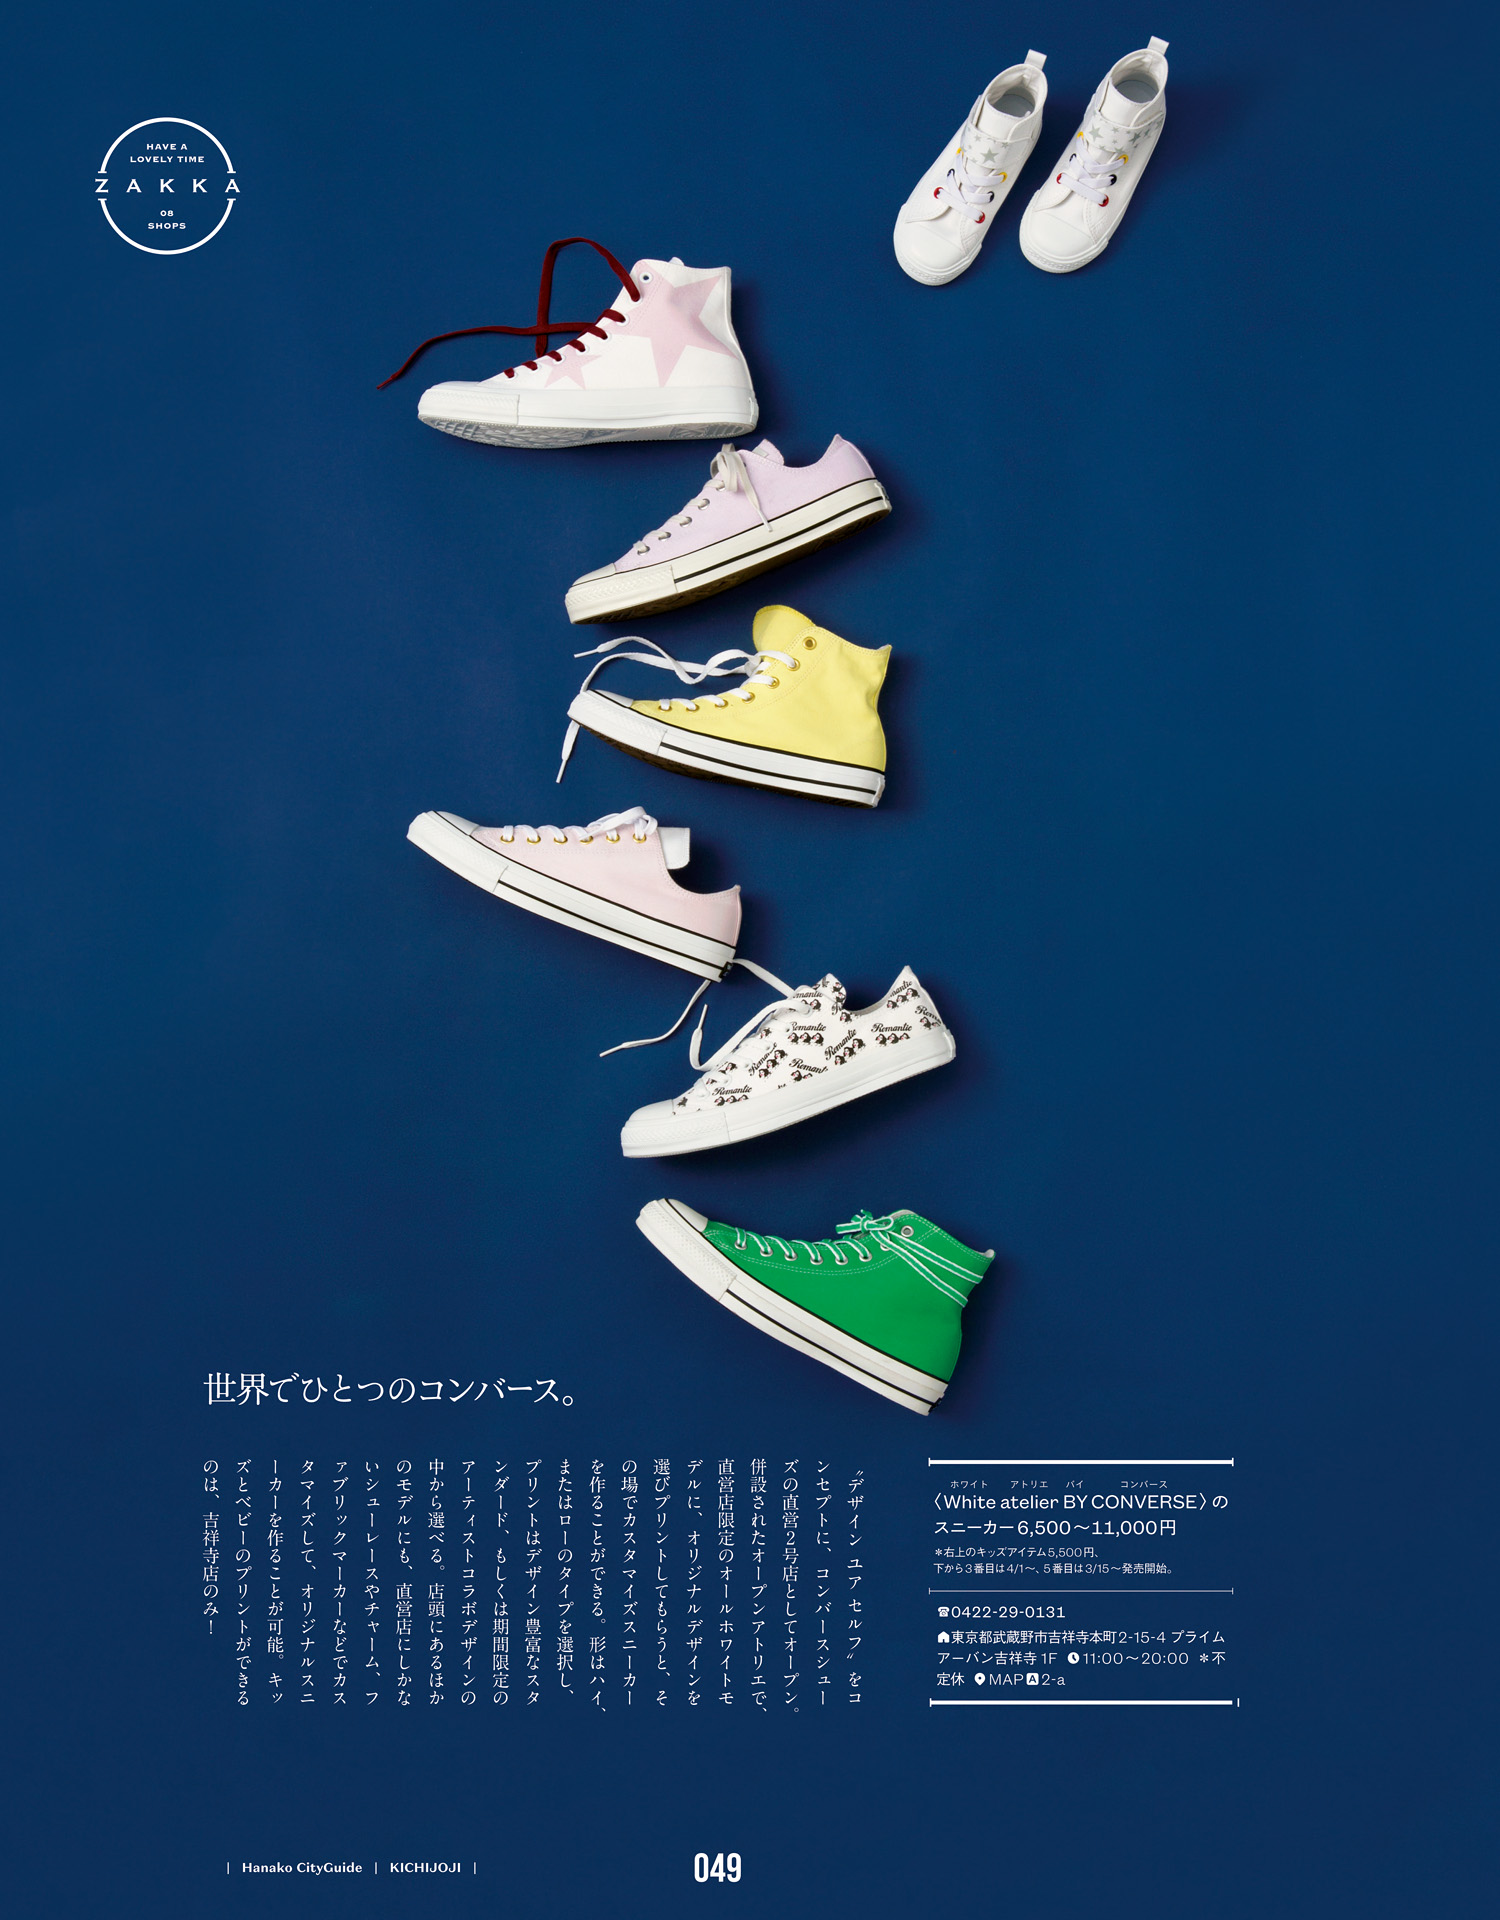 HAVE A
LOVELY TIME
ZAKKA
08
SHOPS
Romantic
Romantic
Romantic
Romantic
世界でひとつのコンバース。
〝デザイン ユア セルフ〟をコ
ンセプトに、コンバースシュー
ズの直営2号店としてオープン。
併設されたオープンアトリエで、
直営店限定のオールホワイトモ
デルに、オリジナルデザインを
選びプリントしてもらうと、そ
の場でカスタマイズスニーカー
を作ることができる。形はハイ、
またはローのタイプを選択し、
プリントはデザイン豊富なスタ
ンダード、もしくは期間限定の
アーティストコラボデザインの
中から選べる。店頭にあるほか
のモデルにも、直営店にしかな
いシューレースやチャーム、フ
ァブリックマーカーなどでカス
タマイズして、オリジナルスニ
ーカーを作ることが可能。キッ
ズとベビーのプリントができる
のは、吉祥寺店のみ！
ホワイト アトリエ バイ コンバース
〈White atelier BY CONVERSE〉の
スニーカー6,500〜11,000円
＊右上のキッズアイテム5,500円、
下から3番目は4/1〜、5番目は3/15〜発売開始。
☎0422-29-0131
東京都武蔵野市吉祥寺本町2-15-4 プライム
アーバン吉祥寺 1F 11:00〜20:00 ＊不
定休 MAP A 2-a
| Hanako CityGuide | KICHIJOJI |
049